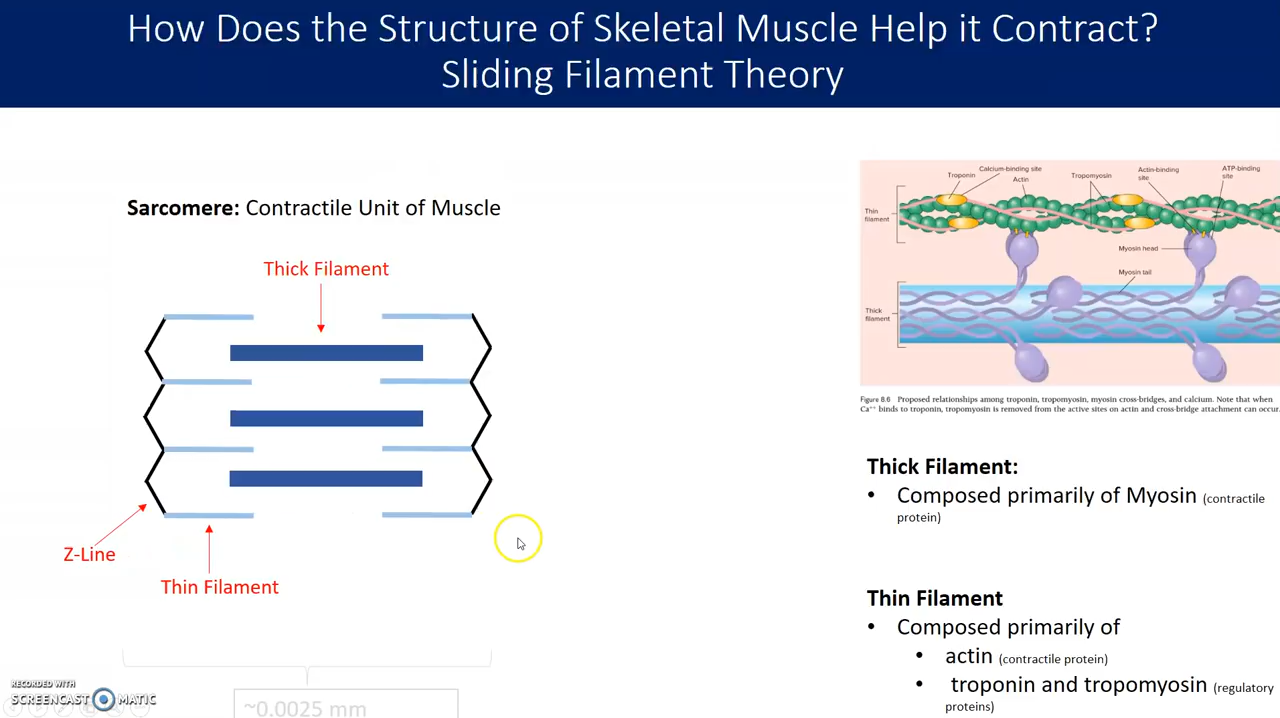 How Does the Structure of Skeletal Muscle Help it Contract?
Sliding Filament Theory
Sarcomere: Contractile Unit of Muscle
Thick Filament
Z-Line
Thin Filament
~0.0025 mm
Troponin
Calcium-binding site
Actin
Tropomyosin
Actin-binding
site
ATP-binding
site
Thin
filament
Myosin head
Myosin tail
Thick
filament
Figure 8.6 Proposed relationships among troponin, tropomyosin, myosin cross-bridges, and calcium. Note that when
Ca++ binds to troponin, tropomyosin is removed from the active sites on actin and cross-bridge attachment can occur.
Thick Filament:
• Composed primarily of Myosin (contractile
protein)
Thin Filament
• Composed primarily of
• actin (contractile protein)
• troponin and tropomyosin (regulatory
proteins)
RECORDED WITH
SCREENCAST MATIC